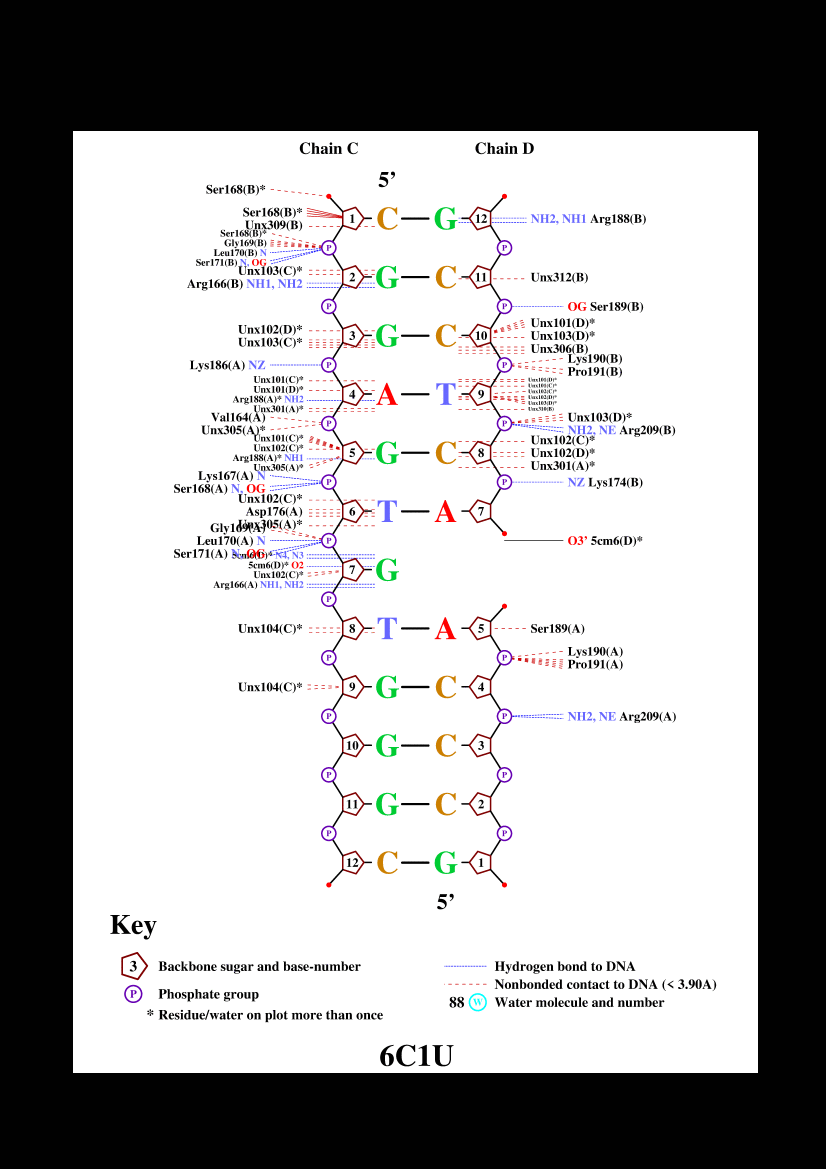 Chain C Chain D
5’
Ser168(B)*
Ser168(B)* 1 C G 12 NH2, NH1 Arg188(B)
Unx309(B)
Ser168(B)*
Gly169(B) P P
Leu170(B) N
Ser171(B) N, OG
Unx103(C)* 2 G C 11 Unx312(B)
Arg166(B) NH1, NH2
P P OG Ser189(B)
Unx101(D)*
Unx102(D)* 3 G C 10 Unx103(D)*
Unx103(C)* Unx306(B)
Lys190(B)
Lys186(A) NZ P P
Pro191(B)
Unx101(C)* Unx101(D)*
Unx101(D)* 4 A T 9 Unx101(C)*
Arg188(A)* NH2 Unx102(C)*
Unx301(A)* Unx102(D)*
Unx103(D)*
Unx310(B)
Val164(A) P P Unx103(D)*
Unx305(A)* NH2, NE Arg209(B)
Unx101(C)* Unx102(C)*
Unx102(C)* 5 G C 8 Unx102(D)*
Arg188(A)* NH1 Unx301(A)*
Unx305(A)*
Lys167(A) N P P NZ Lys174(B)
Ser168(A) N, OG
Unx102(C)*
Asp176(A) 6 T A 7
Unx305(A)*
Gly169(A)
Leu170(A) N P O3’ 5cm6(D)*
Ser171(A) N, OG
5cm6(D)* N4, N3
5cm6(D)* O2 7 G
Unx102(C)*
Arg166(A) NH1, NH2
P
Unx104(C)* 8 T A 5 Ser189(A)
P P Lys190(A)
Pro191(A)
Unx104(C)* 9 G C 4
P P NH2, NE Arg209(A)
10 G C 3
P P
11 G C 2
P P
12 C G 1
5’
Key
3 Backbone sugar and base-number
P Phosphate group
* Residue/water on plot more than once
Hydrogen bond to DNA
Nonbonded contact to DNA (< 3.90A)
88 W Water molecule and number
6C1U